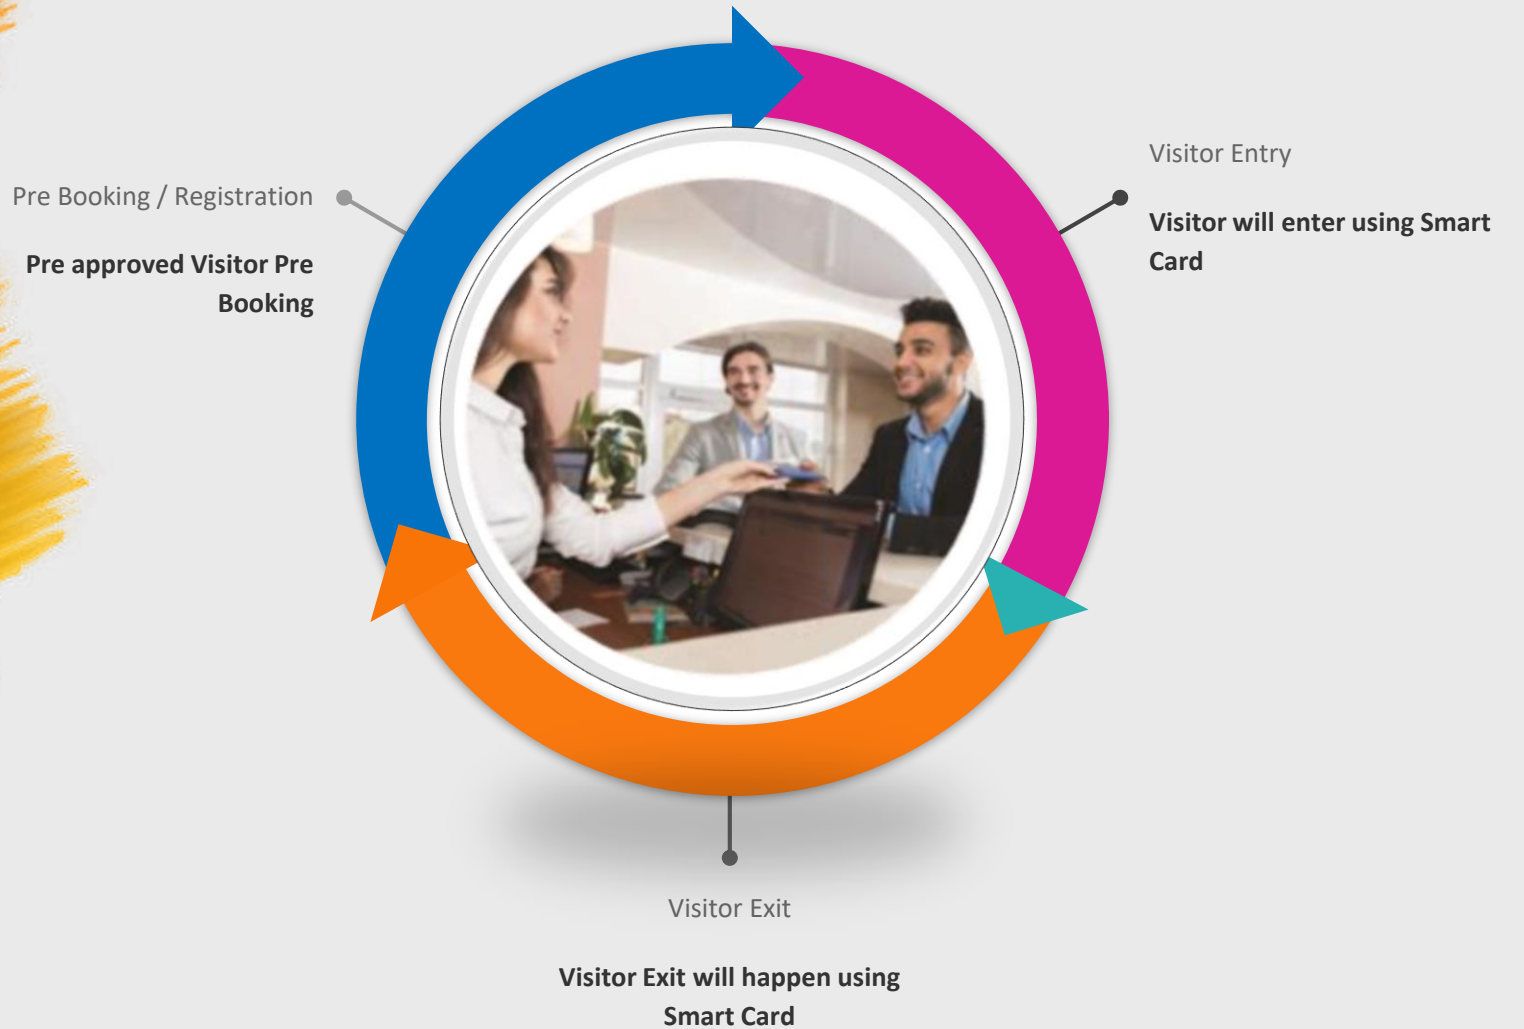 Pre Booking / Registration
Pre approved Visitor Pre
Booking
Visitor Entry
Visitor will enter using Smart
Card
Visitor Exit
Visitor Exit will happen using
Smart Card